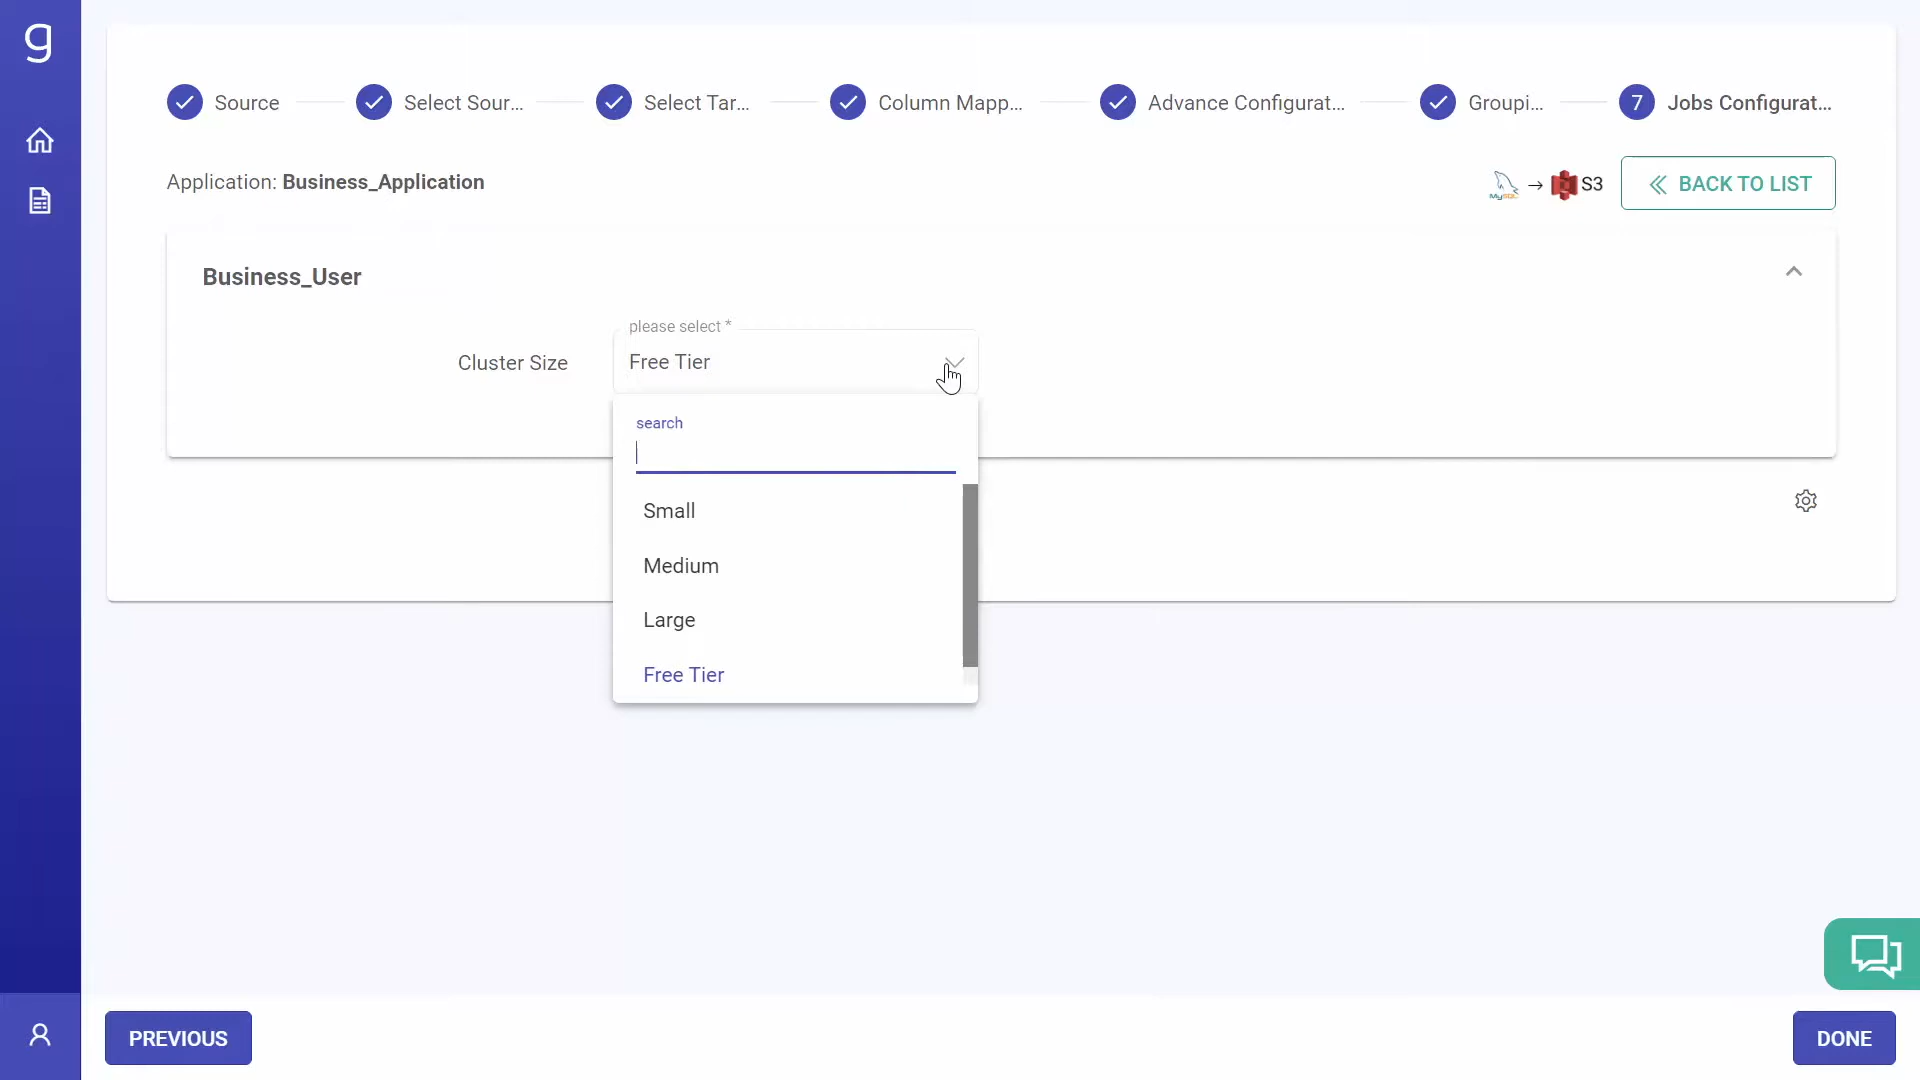 g
Source
Select Sour...
Select Tar...
Column Mapp...
Advance Configurat...
Groupi...
7 Jobs Configurat...
Application: Business_Application
MySQL → S3
BACK TO LIST
Business_User
please select *
Cluster Size
Free Tier
search
Small
Medium
Large
Free Tier
PREVIOUS
DONE